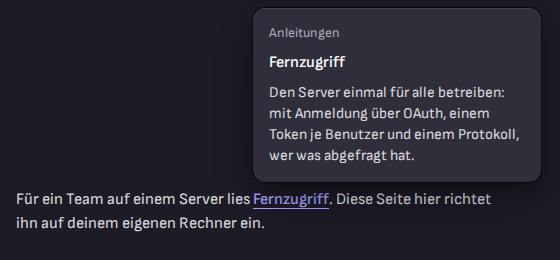 Anleitungen
Fernzugriff
Den Server einmal für alle betreiben:
mit Anmeldung über OAuth, einem
Token je Benutzer und einem Protokoll,
wer was abgefragt hat.
Für ein Team auf einem Server lies Fernzugriff. Diese Seite hier richtet
ihn auf deinem eigenen Rechner ein.